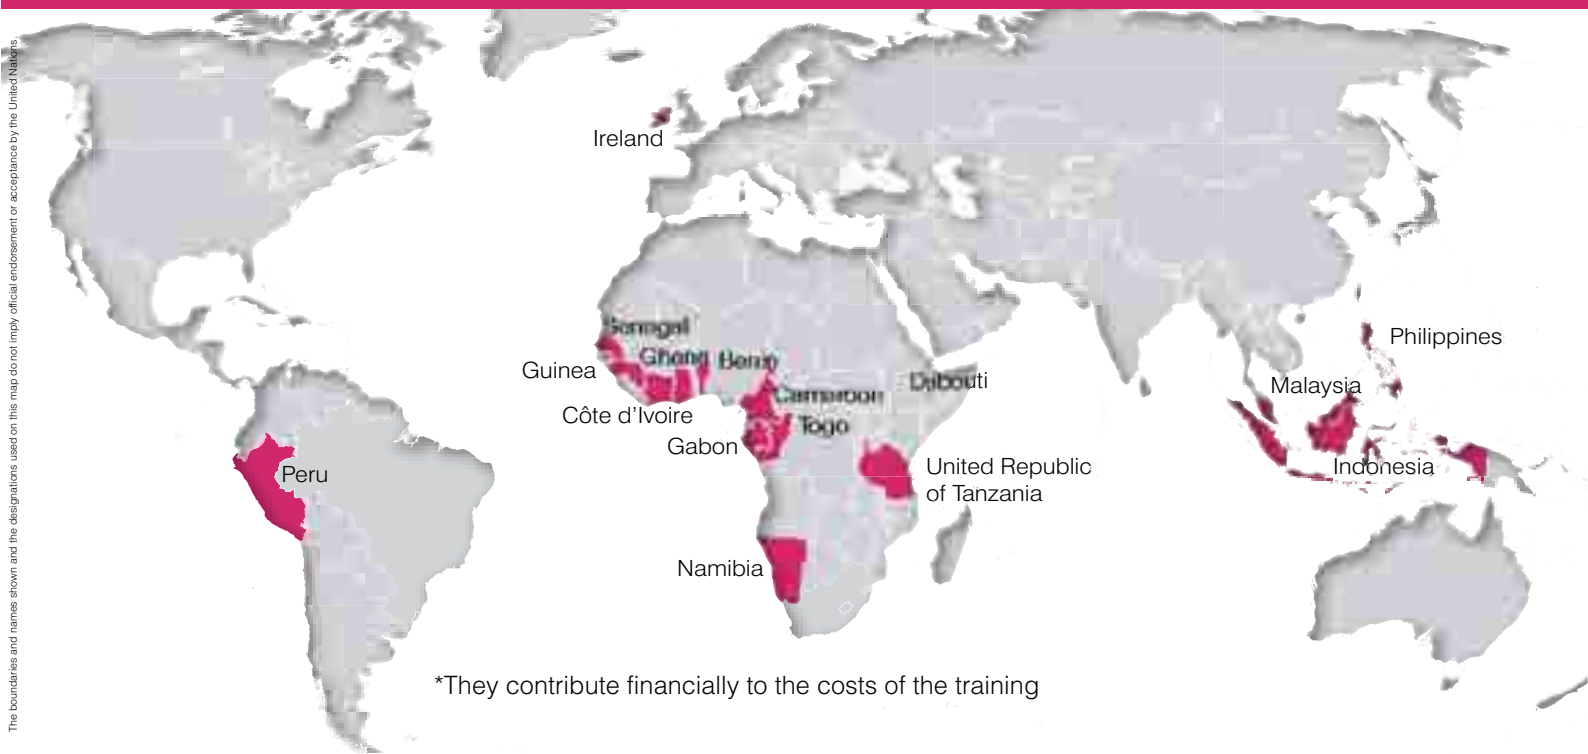 The boundaries and names shown and the designations used on this map do not imply official endorsement or acceptance by the United Nations.
Ireland
Senegal
Philippines
Ghana
Benin
Guinea
Djibouti
Malaysia
Cameroon
Côte d’Ivoire
Togo
Gabon
United Republic
of Tanzania
Indonesia
Peru
Namibia
*They contribute financially to the costs of the training